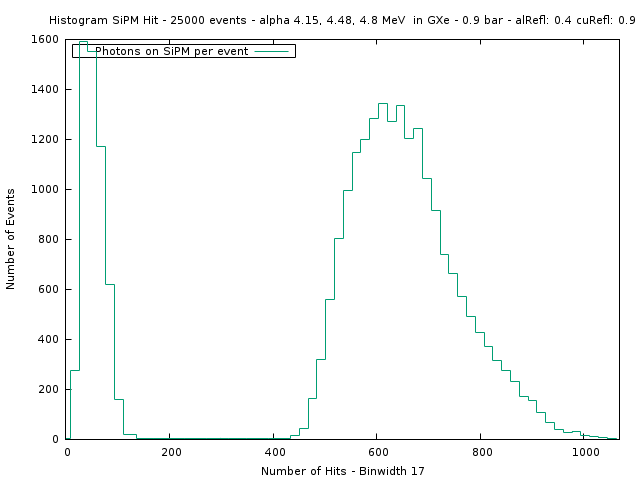 Histogram SiPM Hit - 25000 events - alpha 4.15, 4.48, 4.8 MeV  in GXe - 0.9 bar - alRefl: 0.4 cuRefl: 0.9
1600
Photons on SiPM per event
1400
1200
1000
800
600
400
200
0
Number of Events
0 200 400 600 800 1000
Number of Hits - Binwidth 17